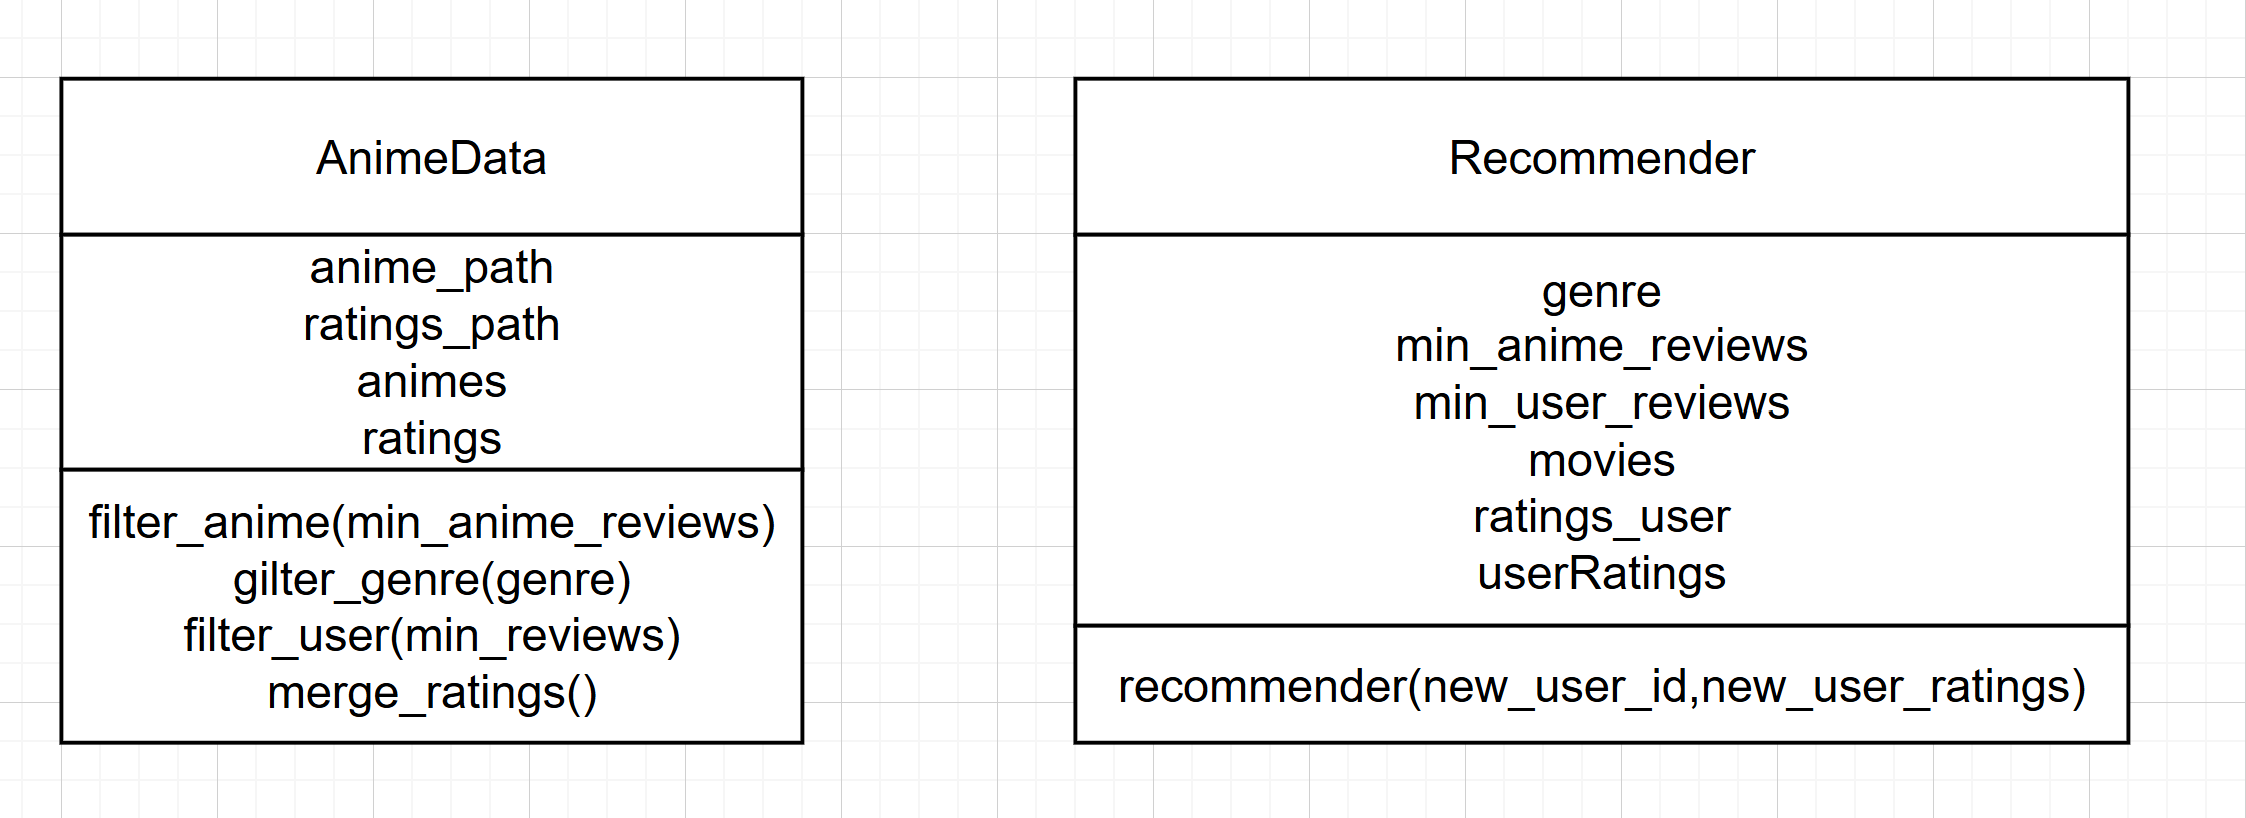 AnimeData
anime_path
ratings_path
animes
ratings
filter_anime(min_anime_reviews)
gilter_genre(genre)
filter_user(min_reviews)
merge_ratings()
Recommender
genre
min_anime_reviews
min_user_reviews
movies
ratings_user
userRatings
recommender(new_user_id,new_user_ratings)